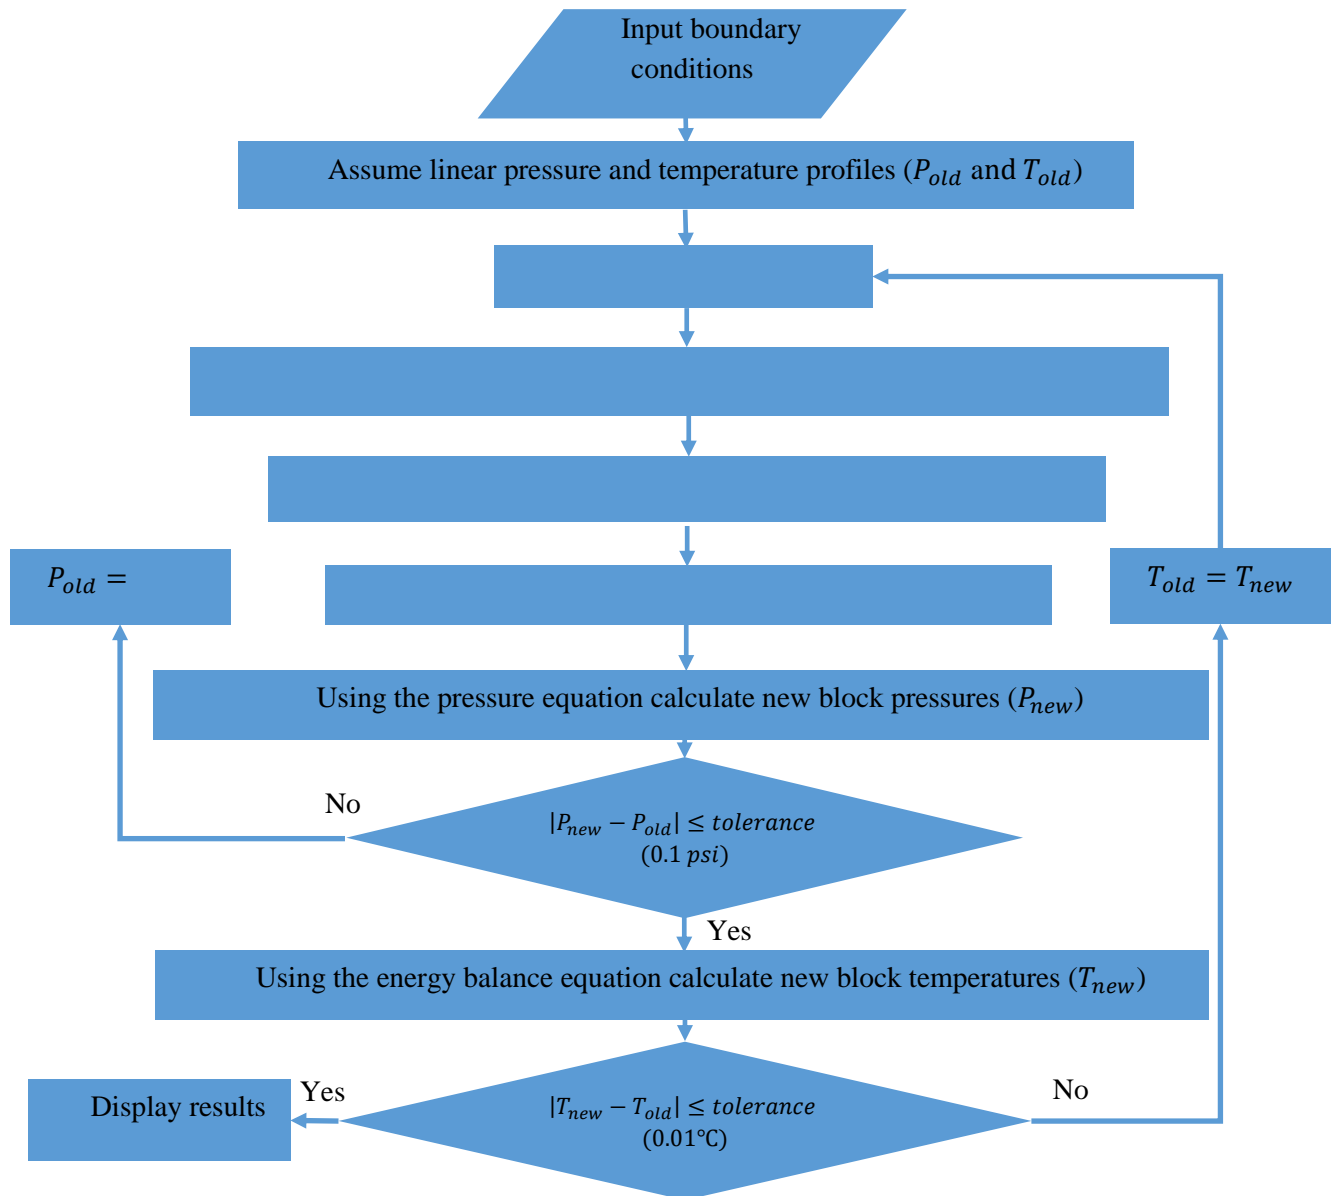 Input boundary
conditions
Assume linear pressure and temperature profiles (P_old and T_old)
P_old =
T_old = T_new
Using the pressure equation calculate new block pressures (P_new)
No
|P_new − P_old| ≤ tolerance
(0.1 psi)
Yes
Using the energy balance equation calculate new block temperatures (T_new)
Display results
Yes
|T_new − T_old| ≤ tolerance
(0.01℃)
No